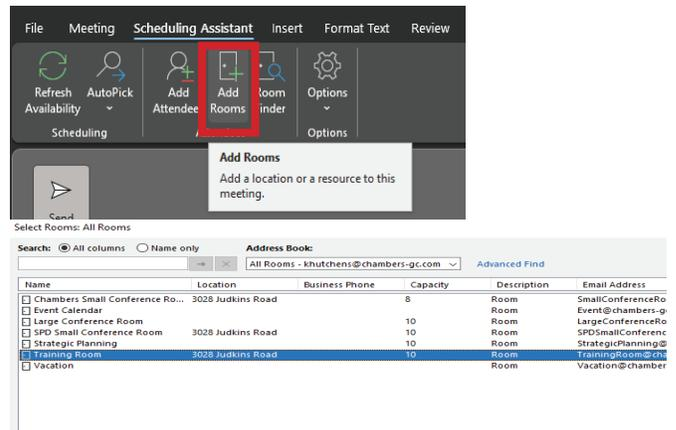 File Meeting Scheduling Assistant Insert Format Text Review
Refresh Availability AutoPick Add Attendee Add Rooms Room Finder Options
Scheduling Options
Add Rooms
Add a location or a resource to this
meeting.
Send
Select Rooms: All Rooms
Search: All columns Name only Address Book:
All Rooms - khutchens@chambers-gc.com Advanced Find
Name Location Business Phone Capacity Description Email Address
Chambers Small Conference Ro... 3028 Judkins Road 8 Room SmallConferenceRo
Event Calendar Room Event@chambers-g
Large Conference Room 10 Room LargeConferenceRo
SPD Small Conference Room 3028 Judkins Road 10 Room SPDSmallConferenc
Strategic Planning 10 Room StrategicPlanning@
Training Room 3028 Judkins Road 10 Room TrainingRoom@cha
Vacation Room Vacation@chamber